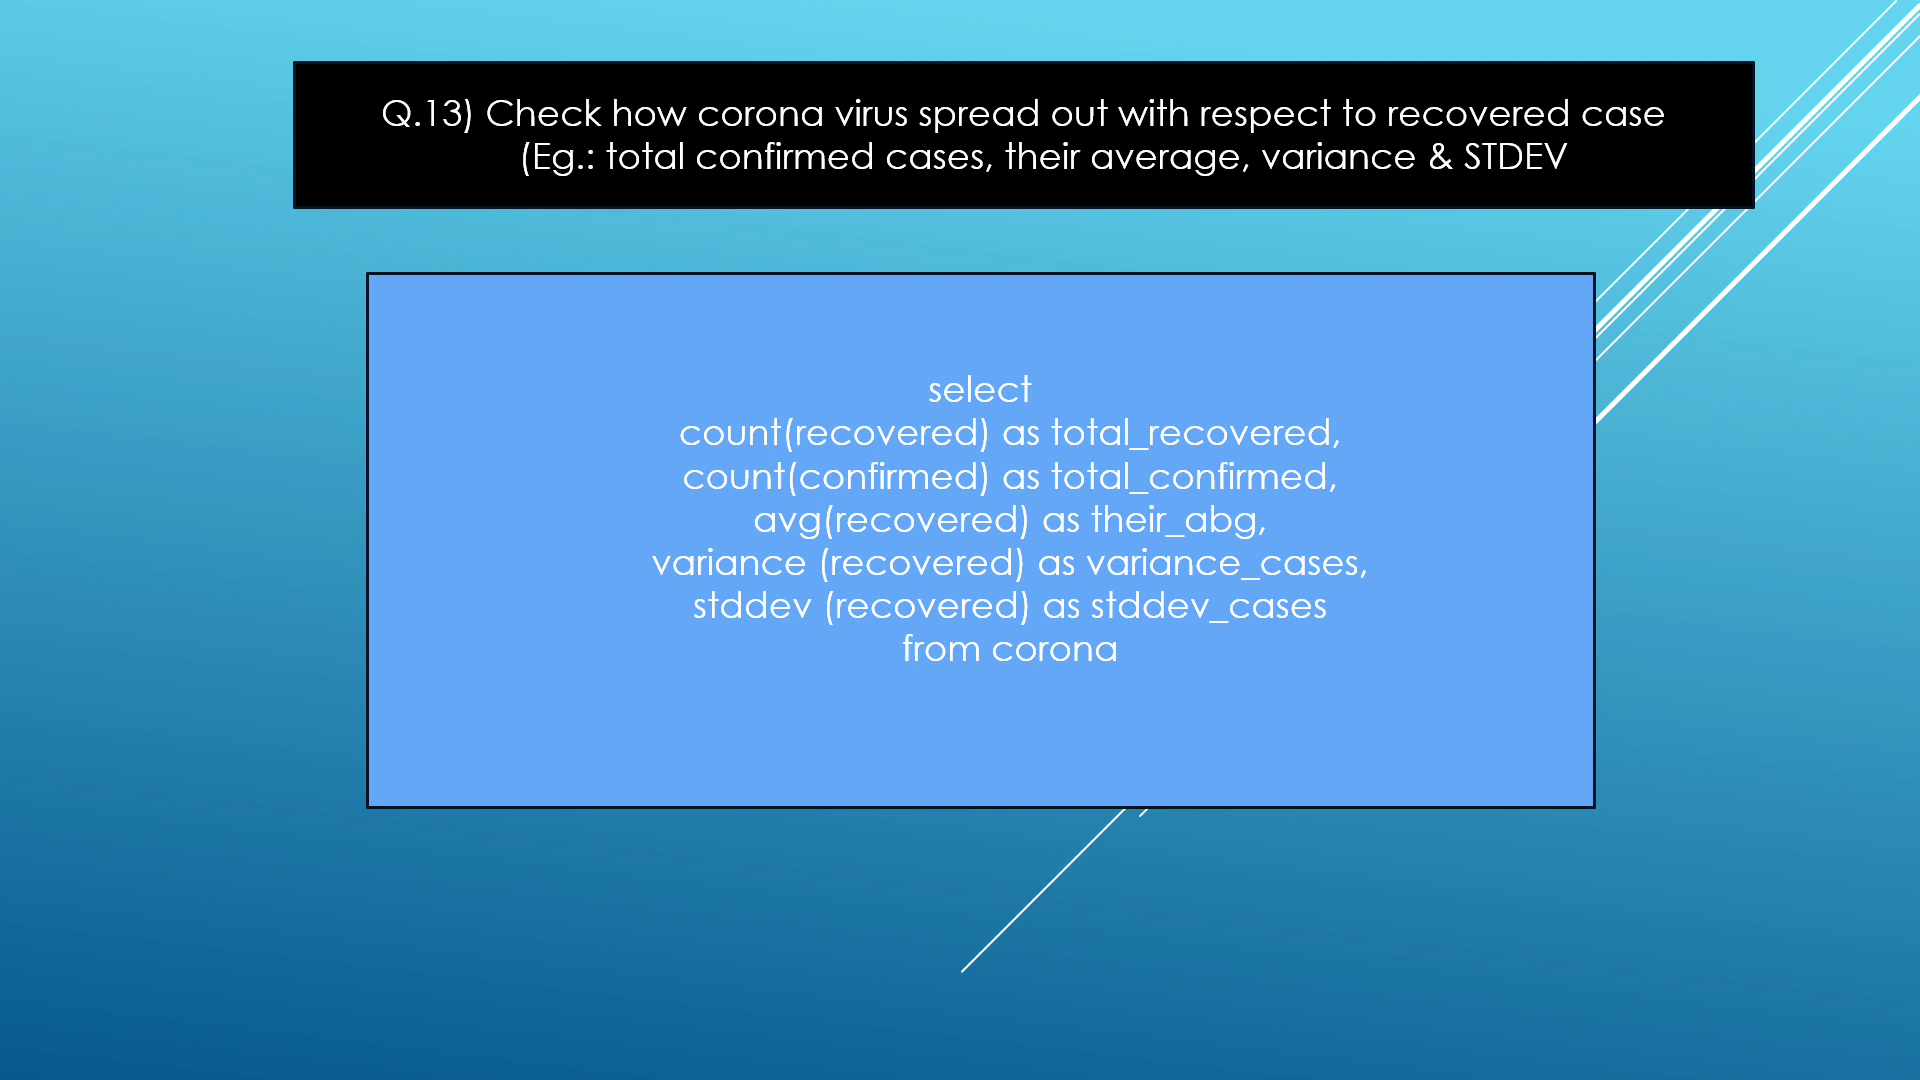 Q.13) Check how corona virus spread out with respect to recovered case
(Eg.: total confirmed cases, their average, variance & STDEV
select
count(recovered) as total_recovered,
count(confirmed) as total_confirmed,
avg(recovered) as their_abg,
variance (recovered) as variance_cases,
stddev (recovered) as stddev_cases
from corona